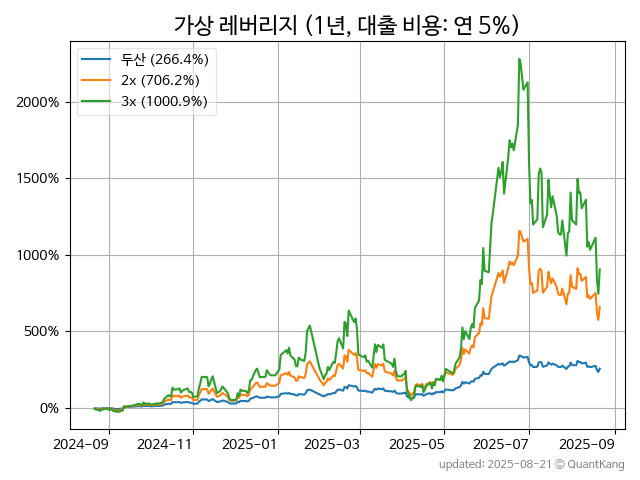 가상 레버리지 (1년, 대출 비용: 연 5%)
두산 (266.4%)
2x (706.2%)
3x (1000.9%)
2000%
1500%
1000%
500%
0%
2024-09 2024-11 2025-01 2025-03 2025-05 2025-07 2025-09
updated: 2025-08-21 @ QuantKang